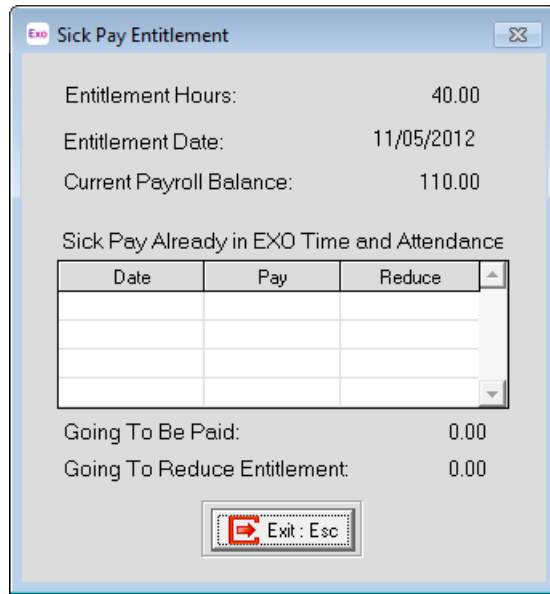 Exo Sick Pay Entitlement
Entitlement Hours: 40.00
Entitlement Date: 11/05/2012
Current Payroll Balance: 110.00
Sick Pay Already in EXO Time and Attendance
Date Pay Reduce
Going To Be Paid: 0.00
Going To Reduce Entitlement: 0.00
Exit : Esc